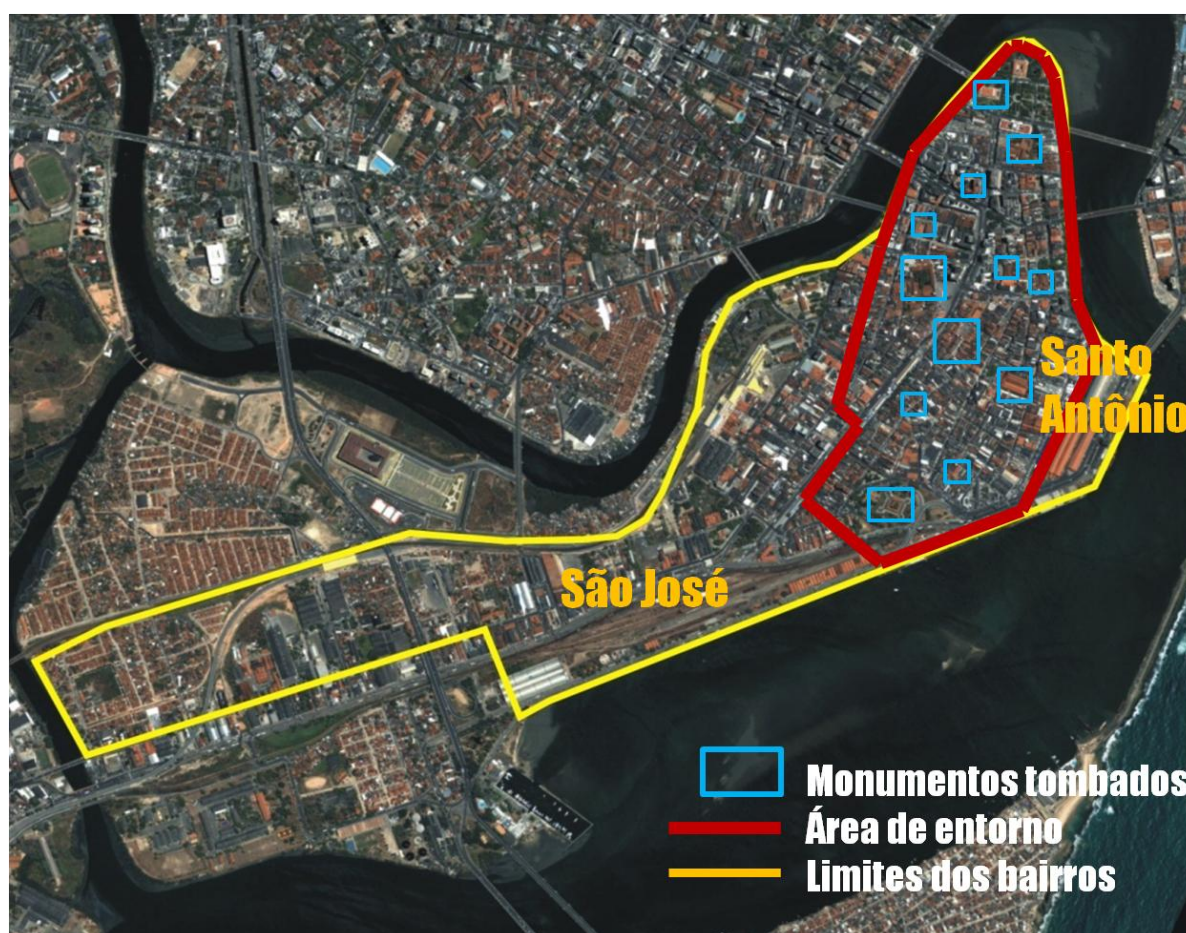 Santo
Antônio
São José
Monumentos tombados
Área de entorno
Limites dos bairros